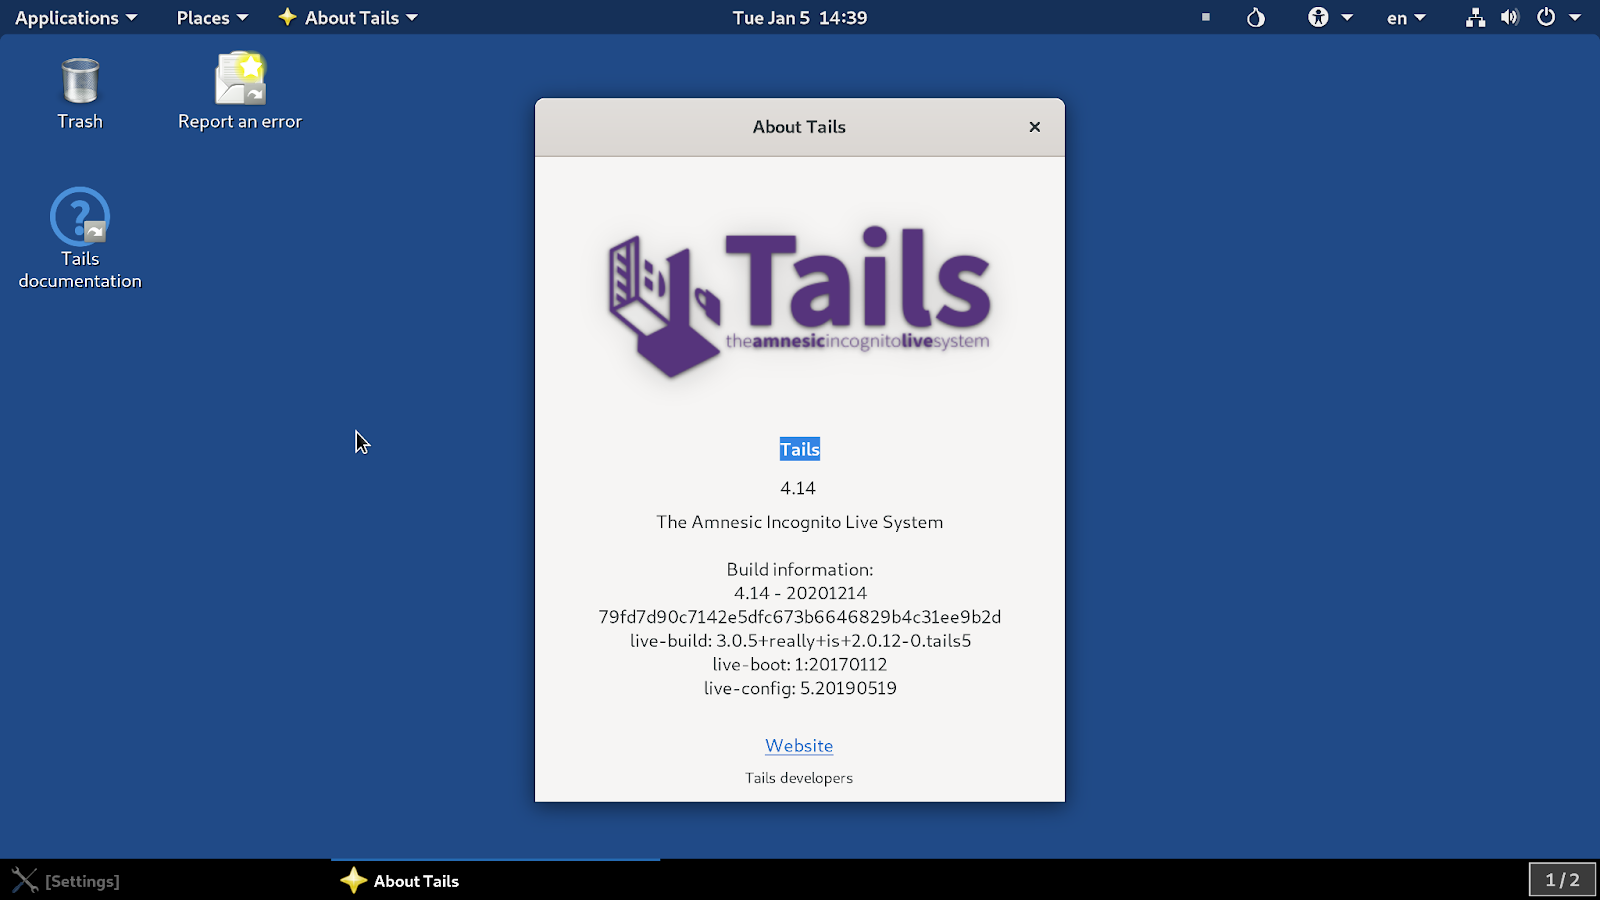 Applications
Places
About Tails
Tue Jan 5 14:39
en
Trash
Report an error
Tails
documentation
About Tails
Tails
theamnesicincognitolivesystem
Tails
4.14
The Amnesic Incognito Live System
Build information:
4.14 - 20201214
79fd7d90c7142e5dfc673b6646829b4c31ee9b2d
live-build: 3.0.5+really+is+2.0.12-0.tails5
live-boot: 1:20170112
live-config: 5.20190519
Website
Tails developers
[Settings]
About Tails
1 / 2